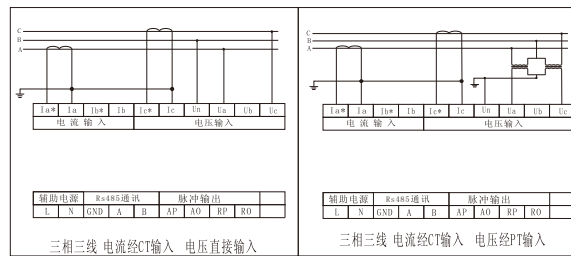 C
B
A
Ia* Ia Ib* Ib Ic* Ic Un Ua Ub Uc
电 流 输 入 电压输入
辅助电源 Rs485通讯 脉冲输出
L N GND A B AP AO RP RO
三相三线 电流经CT输入 电压直接输入
C
B
A
Ia* Ia Ib* Ib Ic* Ic Un Ua Ub Uc
电 流 输 入 电压输入
辅助电源 Rs485通讯 脉冲输出
L N GND A B AP AO RP RO
三相三线 电流经CT输入 电压经PT输入